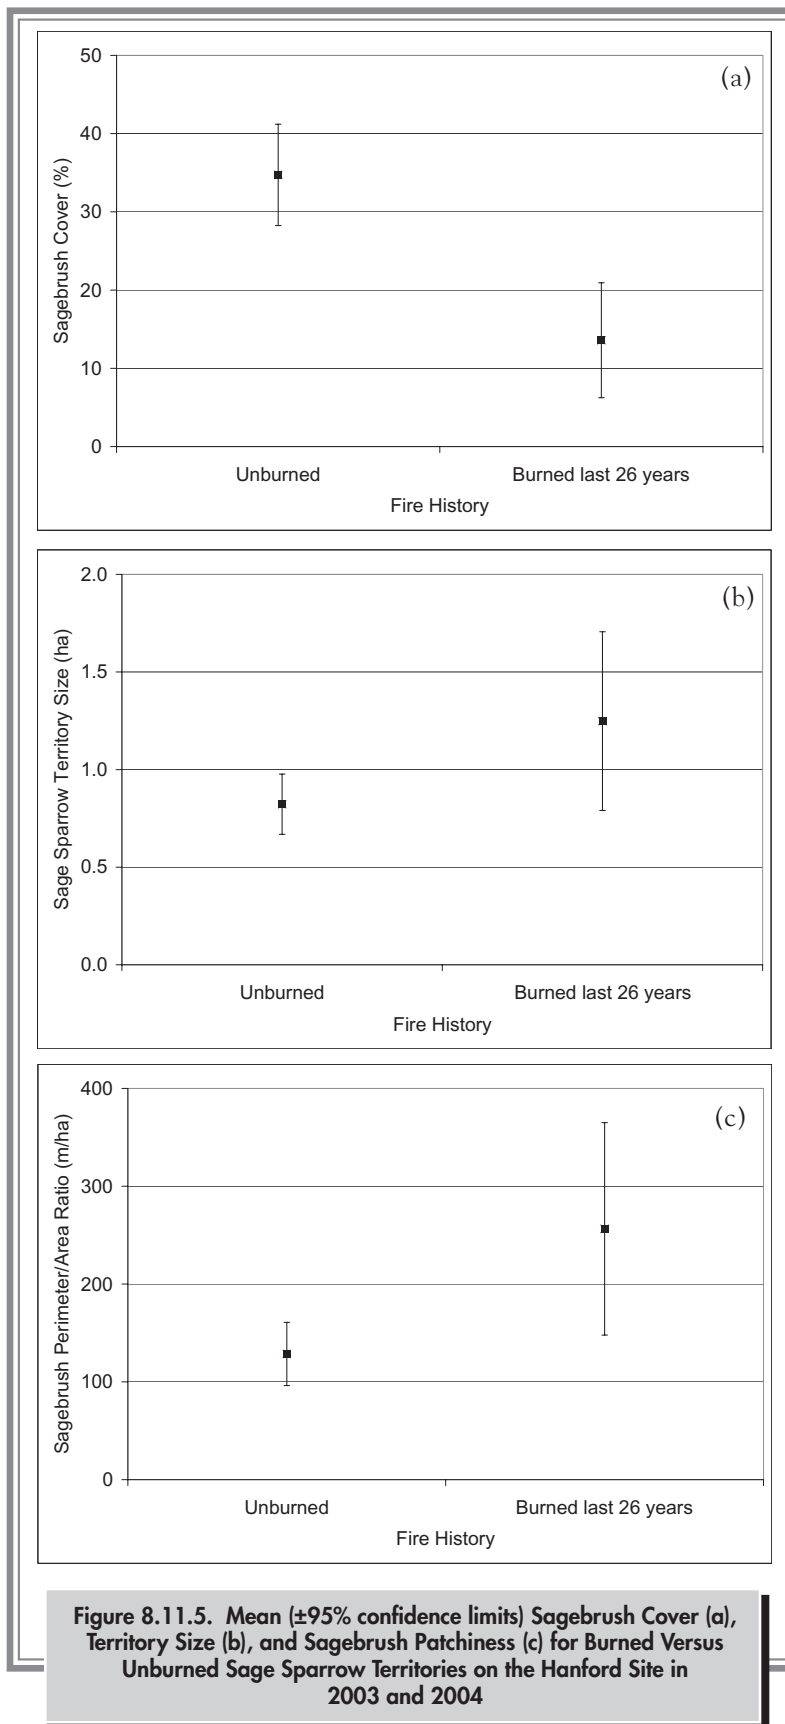 (a)
50
40
30
20
10
0
Sagebrush Cover (%)
Unburned
Burned last 26 years
Fire History
(b)
2.0
1.5
1.0
0.5
0.0
Sage Sparrow Territory Size (ha)
Unburned
Burned last 26 years
Fire History
(c)
400
300
200
100
0
Sagebrush Perimeter/Area Ratio (m/ha)
Unburned
Burned last 26 years
Fire History
Figure 8.11.5. Mean (±95% confidence limits) Sagebrush Cover (a),
Territory Size (b), and Sagebrush Patchiness (c) for Burned Versus
Unburned Sage Sparrow Territories on the Hanford Site in
2003 and 2004